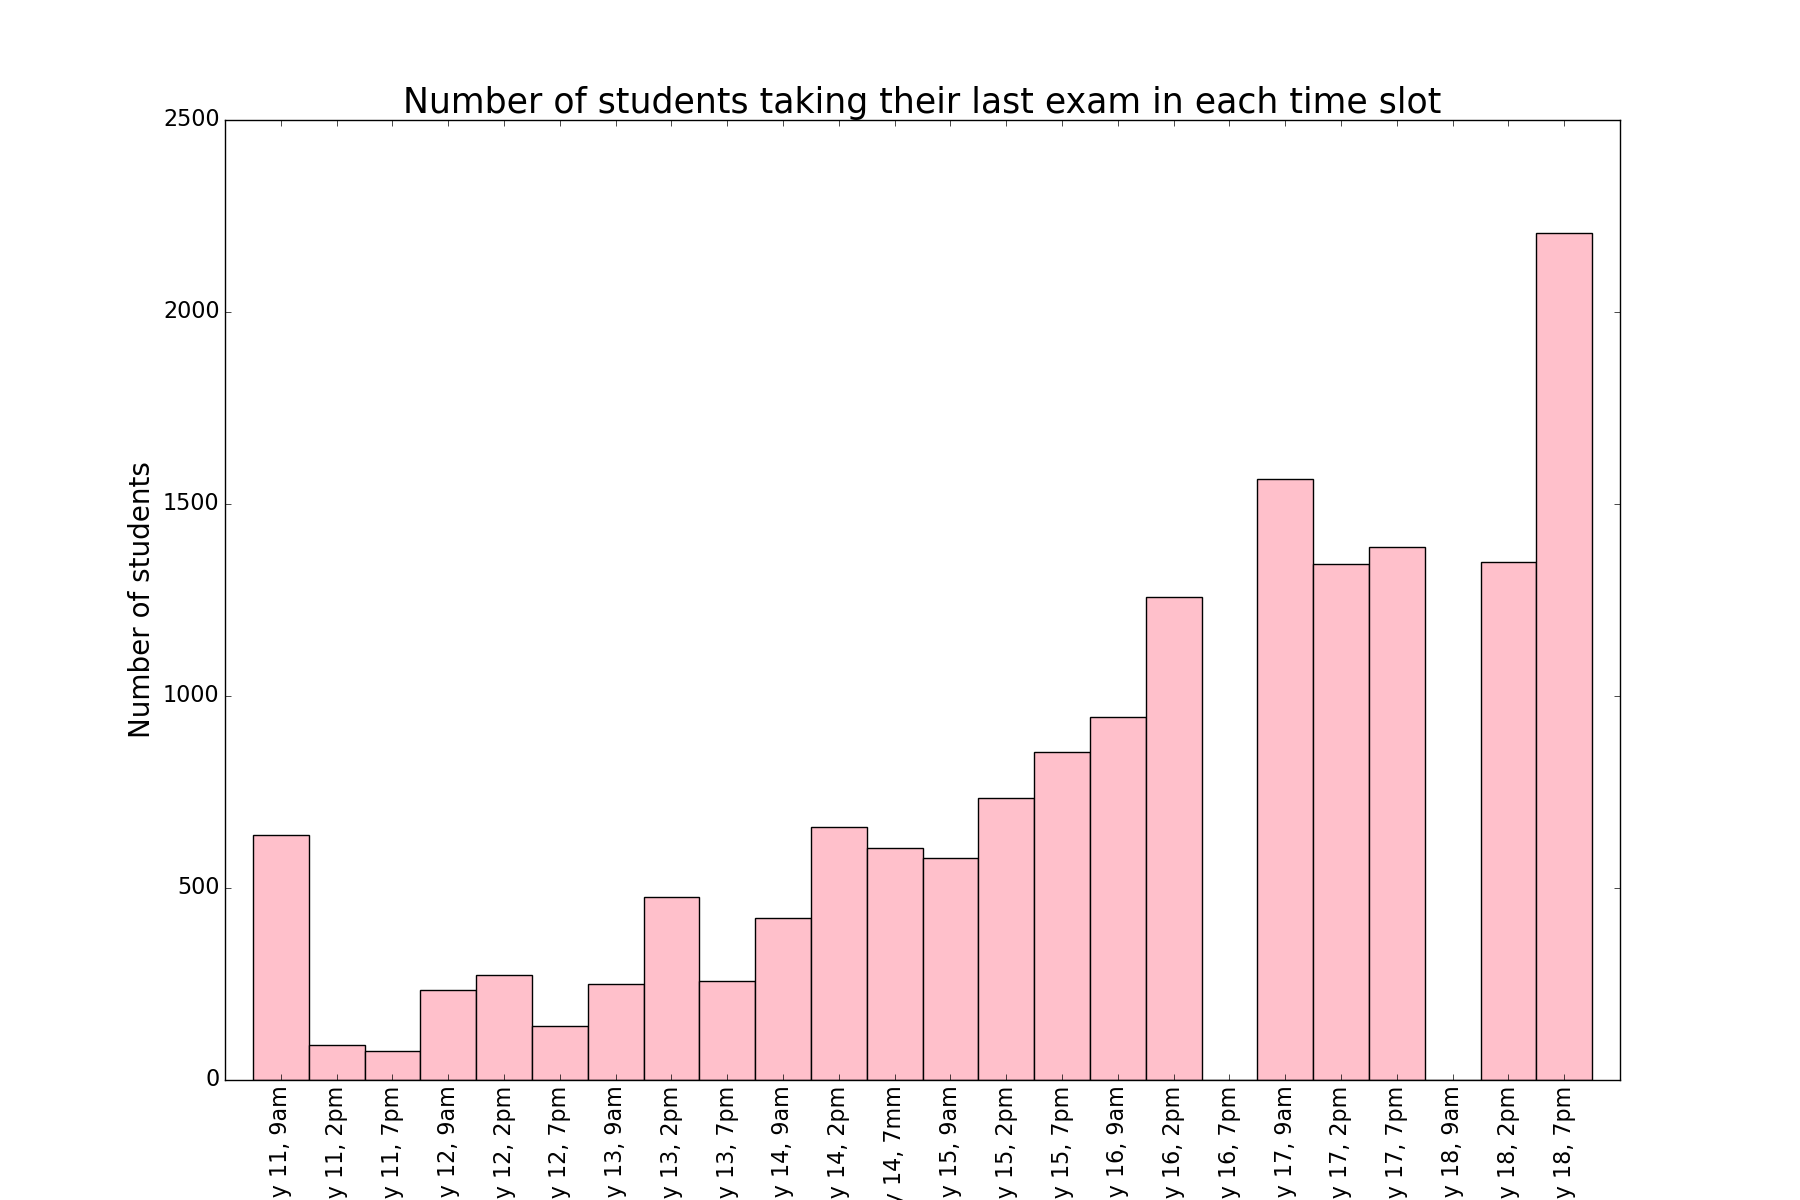 Number of students taking their last exam in each time slot
Number of students
2500
2000
1500
1000
500
0
y 11, 9am
y 11, 2pm
y 11, 7pm
y 12, 9am
y 12, 2pm
y 12, 7pm
y 13, 9am
y 13, 2pm
y 13, 7pm
y 14, 9am
y 14, 2pm
y 14, 7mm
y 15, 9am
y 15, 2pm
y 15, 7pm
y 16, 9am
y 16, 2pm
y 16, 7pm
y 17, 9am
y 17, 2pm
y 17, 7pm
y 18, 9am
y 18, 2pm
y 18, 7pm